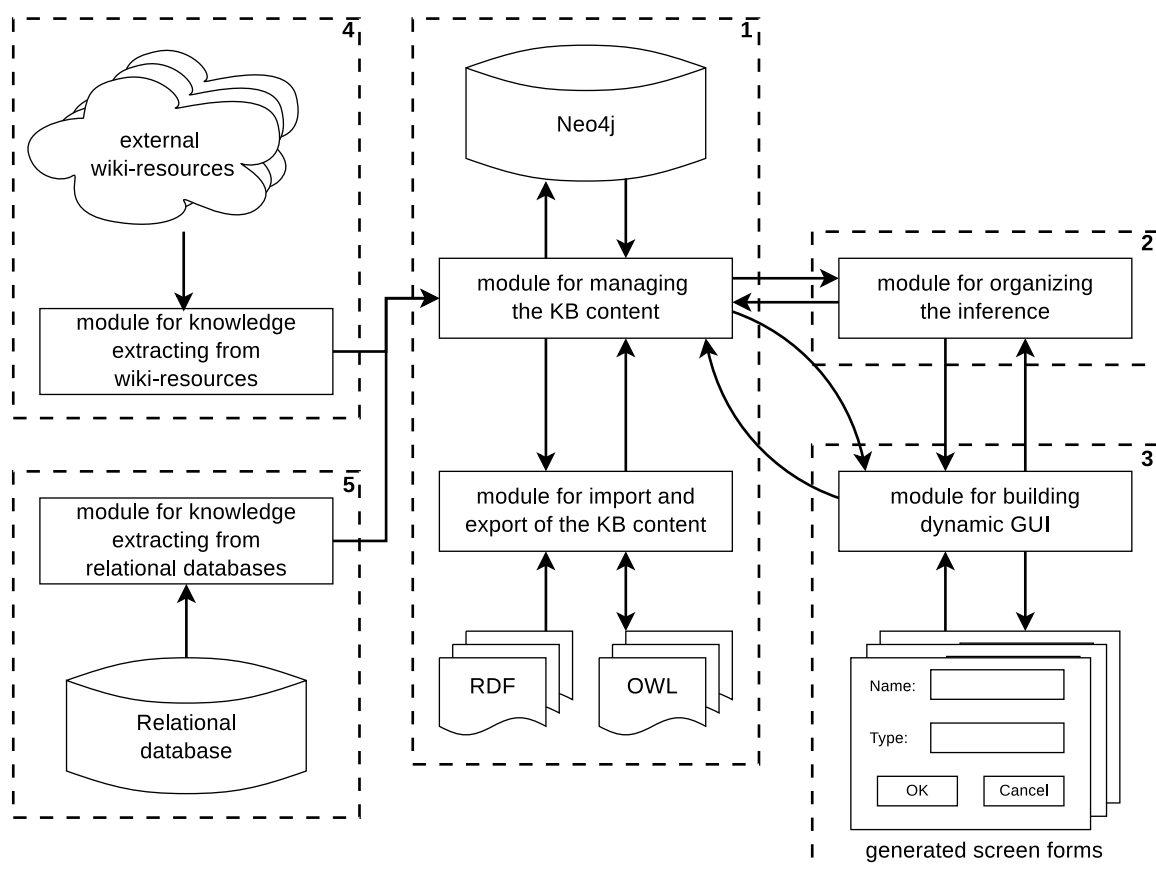 4
external
wiki-resources
module for knowledge
extracting from
wiki-resources
5
module for knowledge
extracting from
relational databases
Relational
database
1
Neo4j
module for managing
the KB content
module for import and
export of the KB content
RDF
OWL
2
module for organizing
the inference
3
module for building
dynamic GUI
Name:
Type:
OK
Cancel
generated screen forms